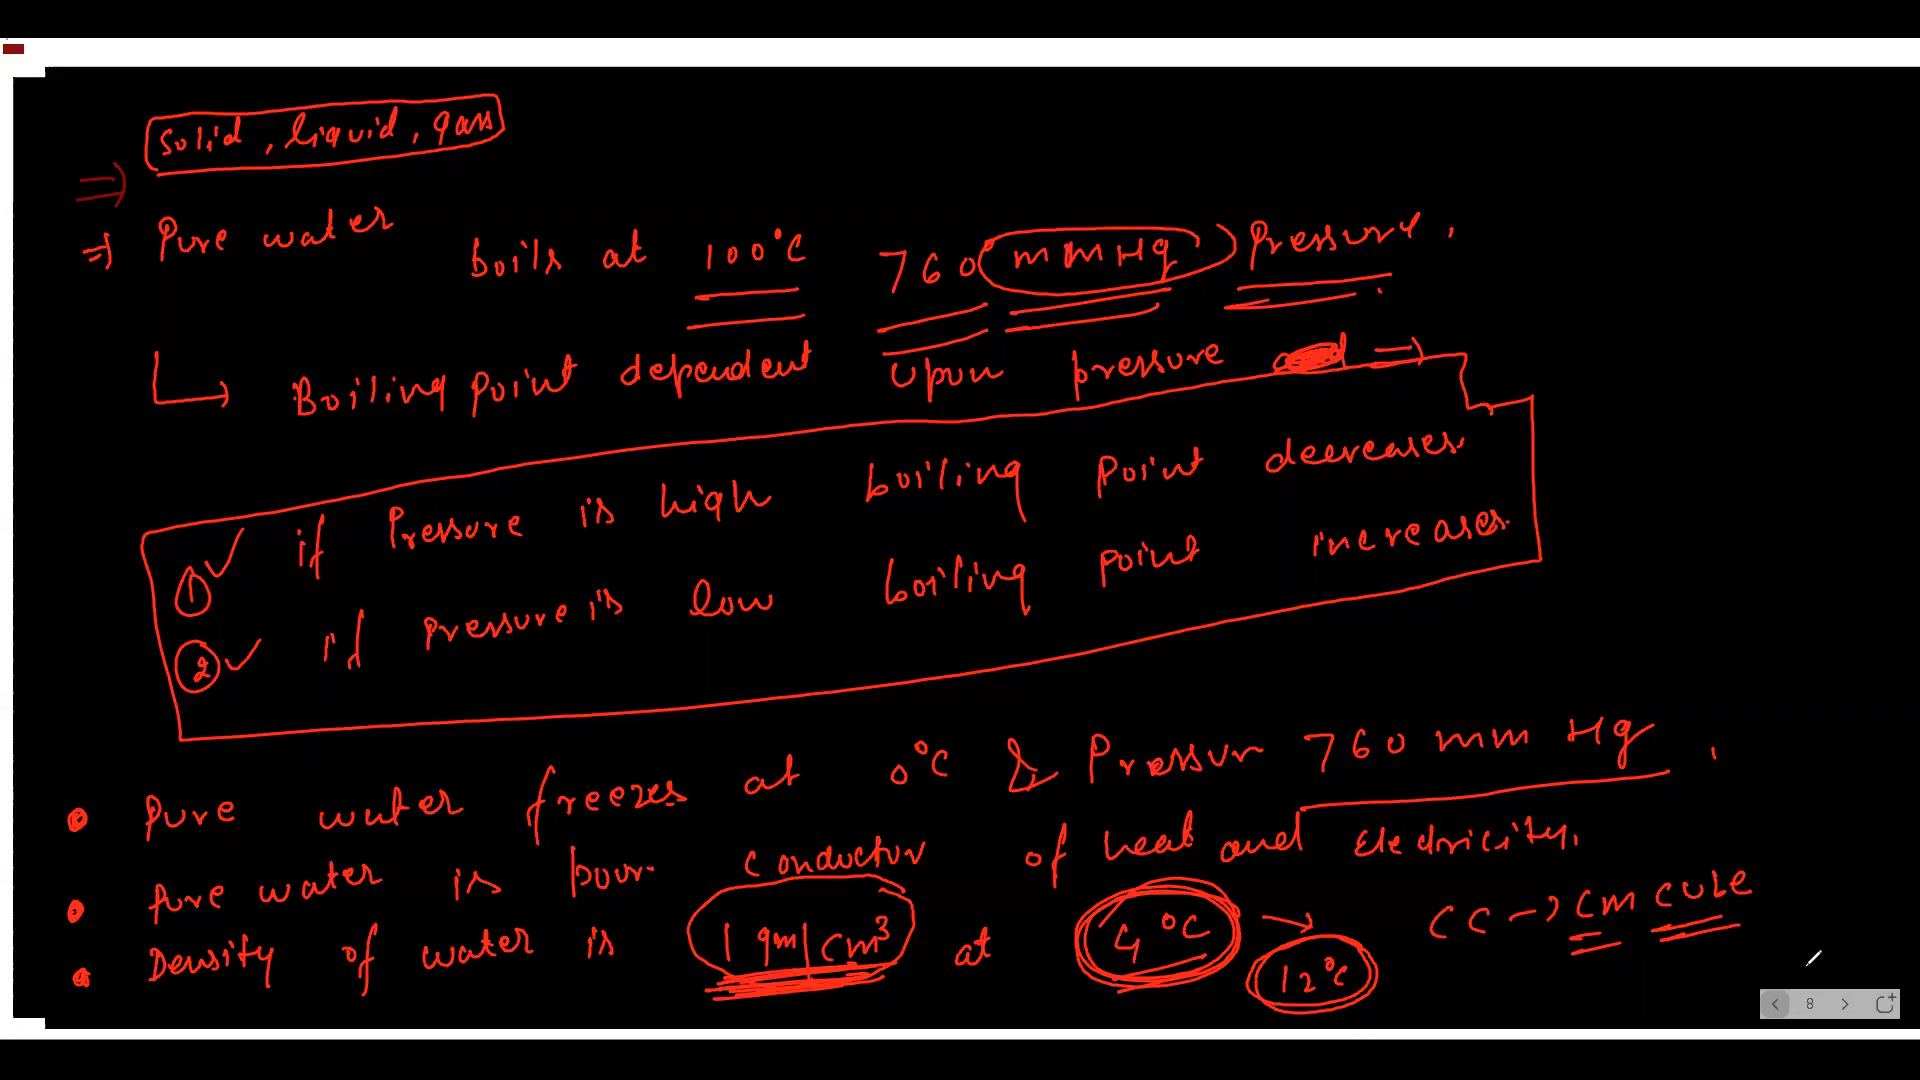 solid, liquid, gass
⇒
⇒ Pure water boils at 100°C 760 mmHg Pressure.
↳ Boiling point dependent upon pressure ⇒
① ✓ if Pressure is high boiling point decreases.
② ✓ if pressure is low boiling point increases.
• Pure water freezes at 0°C & Pressur 760 mm Hg.
• Pure water is poor conductor of heat and Electricity.
• Density of water is 1 gm/cm³ at 4°C → 12°C
CC → cm cube
8